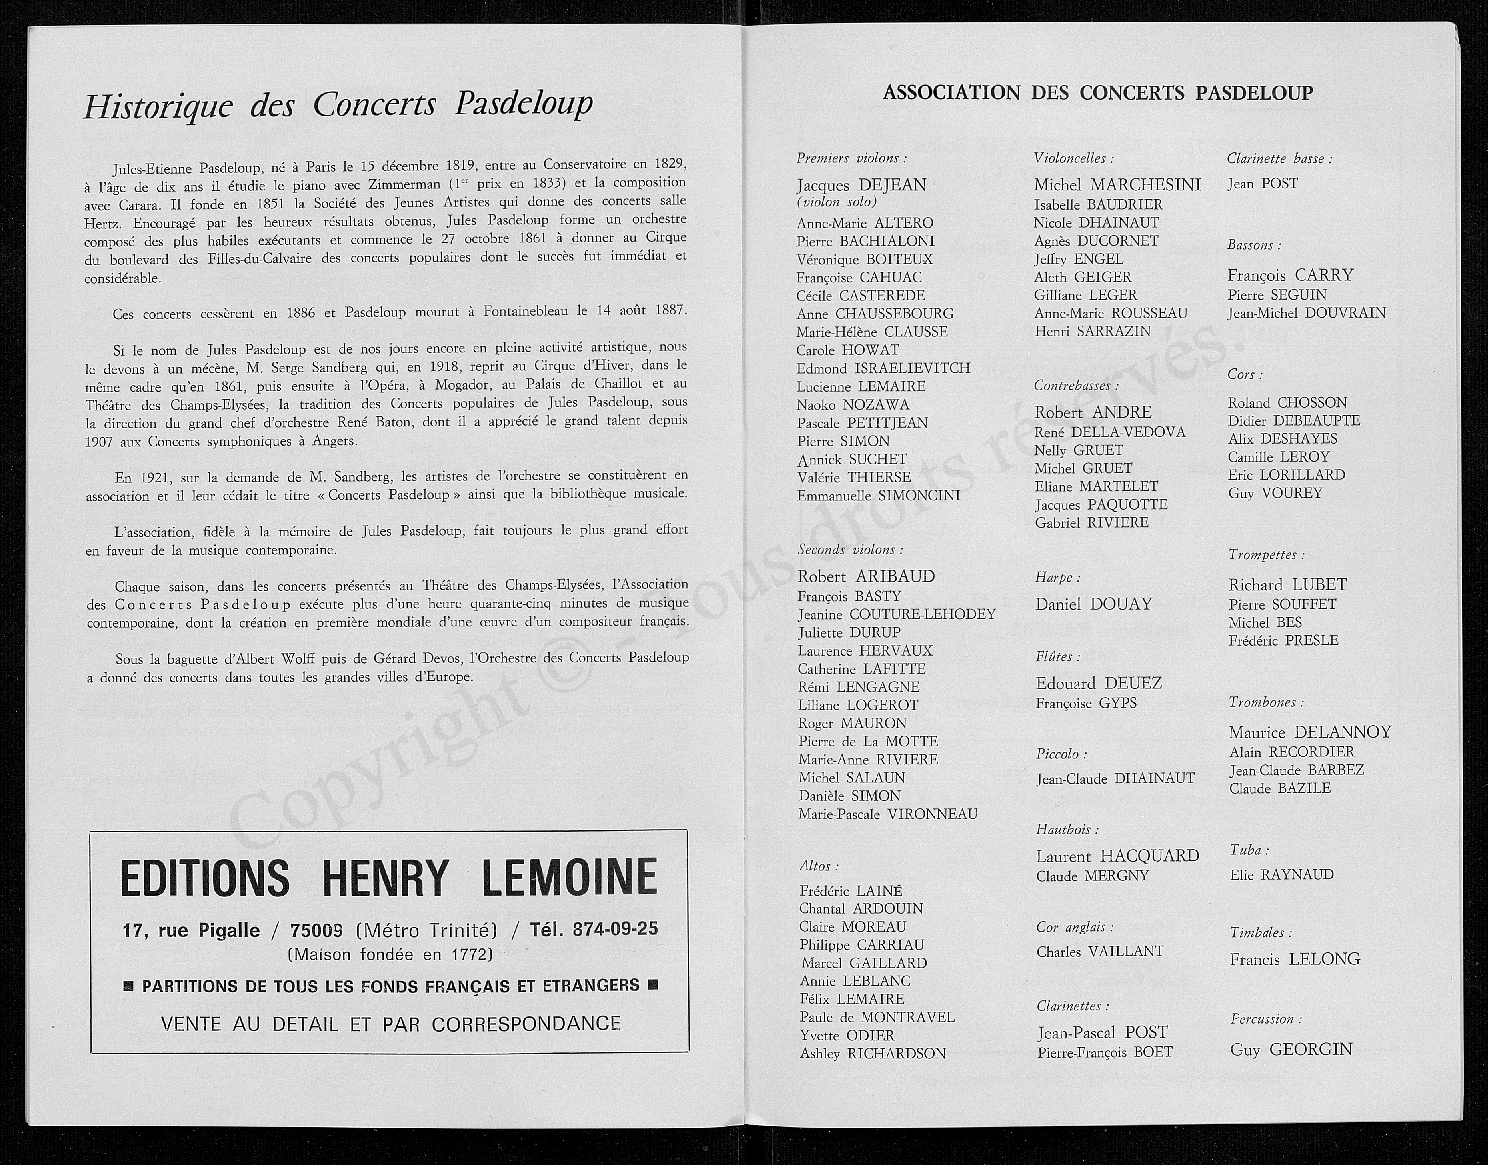 Historique des Concerts Pasdeloup
Jules-Etienne Pasdeloup, né à Paris le 15 décembre 1819, entre au Conservatoire en 1829,
à l'âge de dix ans il étudie le piano avec Zimmerman (1er prix en 1833) et la composition
avec Carara. Il fonde en 1851 la Société des Jeunes Artistes qui donne des concerts salle
Hertz. Encouragé par les heureux résultats obtenus, Jules Pasdeloup forme un orchestre
composé des plus habiles exécutants et commence le 27 octobre 1861 à donner au Cirque
du boulevard des Filles-du-Calvaire des concerts populaires dont le succès fut immédiat et
considérable.
Ces concerts cessèrent en 1886 et Pasdeloup mourut à Fontainebleau le 14 août 1887.
Si le nom de Jules Pasdeloup est de nos jours encore en pleine activité artistique, nous
le devons à un mécène, M. Serge Sandberg qui, en 1918, reprit au Cirque d'Hiver, dans le
même cadre qu'en 1861, puis ensuite à l'Opéra, à Mogador, au Palais de Chaillot et au
Théâtre des Champs-Elysées, la tradition des Concerts populaires de Jules Pasdeloup, sous
la direction du grand chef d'orchestre René Baton, dont il a apprécié le grand talent depuis
1907 aux Concerts symphoniques à Angers.
En 1921, sur la demande de M. Sandberg, les artistes de l'orchestre se constituèrent en
association et il leur cédait le titre « Concerts Pasdeloup » ainsi que la bibliothèque musicale.
L'association, fidèle à la mémoire de Jules Pasdeloup, fait toujours le plus grand effort
en faveur de la musique contemporaine.
Chaque saison, dans les concerts présentés au Théâtre des Champs-Elysées, l'Association
des Concerts Pasdeloup exécute plus d'une heure quarante-cinq minutes de musique
contemporaine, dont la création en première mondiale d'une œuvre d'un compositeur français.
Sous la baguette d'Albert Wolff puis de Gérard Devos, l'Orchestre des Concerts Pasdeloup
a donné des concerts dans toutes les grandes villes d'Europe.
EDITIONS HENRY LEMOINE
17, rue Pigalle / 75009 (Métro Trinité) / Tél. 874-09-25
(Maison fondée en 1772)
■ PARTITIONS DE TOUS LES FONDS FRANÇAIS ET ETRANGERS ■
VENTE AU DETAIL ET PAR CORRESPONDANCE
ASSOCIATION DES CONCERTS PASDELOUP
Premiers violons :
Jacques DEJEAN
(violon solo)
Anne-Marie ALTERO
Pierre BACHIALONI
Véronique BOITEUX
Françoise CAHUAC
Cécile CASTEREDE
Anne CHAUSSEBOURG
Marie-Hélène CLAUSSE
Carole HOWAT
Edmond ISRAELIEVITCH
Lucienne LEMAIRE
Naoko NOZAWA
Pascale PETITJEAN
Pierre SIMON
Annick SUCHET
Valérie THIERSE
Emmanuelle SIMONCINI
Seconds violons :
Robert ARIBAUD
François BASTY
Jeanine COUTURE-LEHODEY
Juliette DURUP
Laurence HERVAUX
Catherine LAFITTE
Rémi LENGAGNE
Liliane LOGEROT
Roger MAURON
Pierre de La MOTTE
Marie-Anne RIVIERE
Michel SALAUN
Danièle SIMON
Marie-Pascale VIRONNEAU
Altos :
Frédéric LAINÉ
Chantal ARDOUIN
Claire MOREAU
Philippe CARRIAU
Marcel GAILLARD
Annie LEBLANC
Félix LEMAIRE
Paule de MONTRAVEL
Yvette ODIER
Ashley RICHARDSON
Violoncelles :
Michel MARCHESINI
Isabelle BAUDRIER
Nicole DHAINAUT
Agnès DUCORNET
Jeffry ENGEL
Aleth GEIGER
Gilliane LEGER
Anne-Marie ROUSSEAU
Henri SARRAZIN
Contrebasses :
Robert ANDRE
René DELLA-VEDOVA
Nelly GRUET
Michel GRUET
Eliane MARTELET
Jacques PAQUOTTE
Gabriel RIVIERE
Harpe :
Daniel DOUAY
Flûtes :
Edouard DEUEZ
Françoise GYPS
Piccolo :
Jean-Claude DHAINAUT
Hautbois :
Laurent HACQUARD
Claude MERGNY
Cor anglais :
Charles VAILLANT
Clarinettes :
Jean-Pascal POST
Pierre-François BOET
Clarinette basse :
Jean POST
Bassons :
François CARRY
Pierre SEGUIN
Jean-Michel DOUVRAIN
Cors :
Roland CHOSSON
Didier DEBEAUPTE
Alix DESHAYES
Camille LEROY
Eric LORILLARD
Guy VOUREY
Trompettes :
Richard LUBET
Pierre SOUFFET
Michel BES
Frédéric PRESLE
Trombones :
Maurice DELANNOY
Alain RECORDIER
Jean-Claude BARBEZ
Claude BAZILE
Tuba :
Elie RAYNAUD
Timbales :
Francis LELONG
Percussion :
Guy GEORGIN
Copyright © - Tous droits réservés.